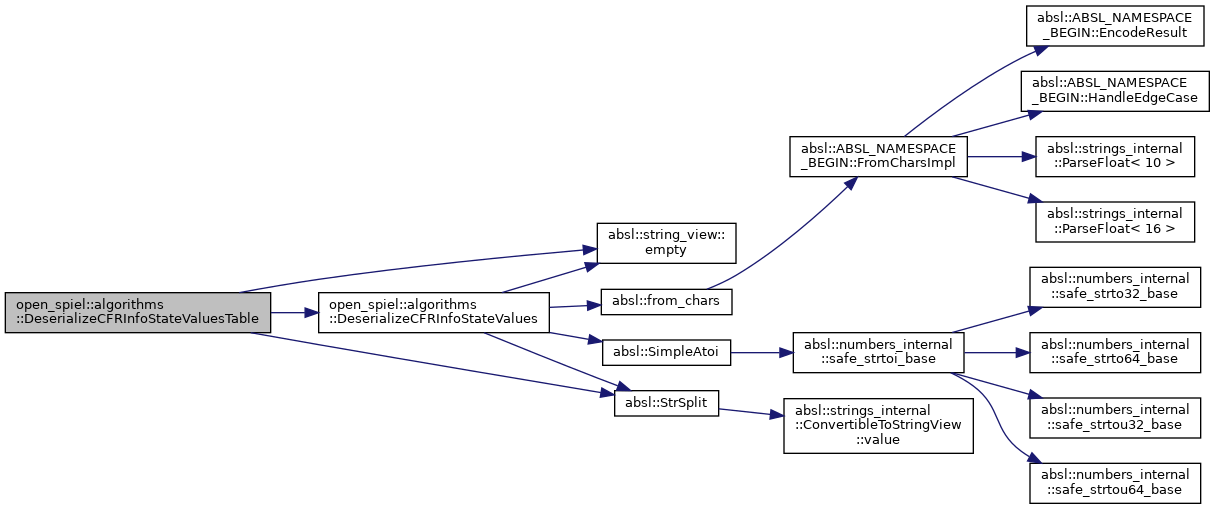 open_spiel::algorithms
::DeserializeCFRInfoStateValuesTable
open_spiel::algorithms
::DeserializeCFRInfoStateValues
absl::string_view::
empty
absl::from_chars
absl::SimpleAtoi
absl::StrSplit
absl::ABSL_NAMESPACE
_BEGIN::FromCharsImpl
absl::numbers_internal
::safe_strtoi_base
absl::strings_internal
::ConvertibleToStringView
::value
absl::ABSL_NAMESPACE
_BEGIN::EncodeResult
absl::ABSL_NAMESPACE
_BEGIN::HandleEdgeCase
absl::strings_internal
::ParseFloat< 10 >
absl::strings_internal
::ParseFloat< 16 >
absl::numbers_internal
::safe_strto32_base
absl::numbers_internal
::safe_strto64_base
absl::numbers_internal
::safe_strtou32_base
absl::numbers_internal
::safe_strtou64_base